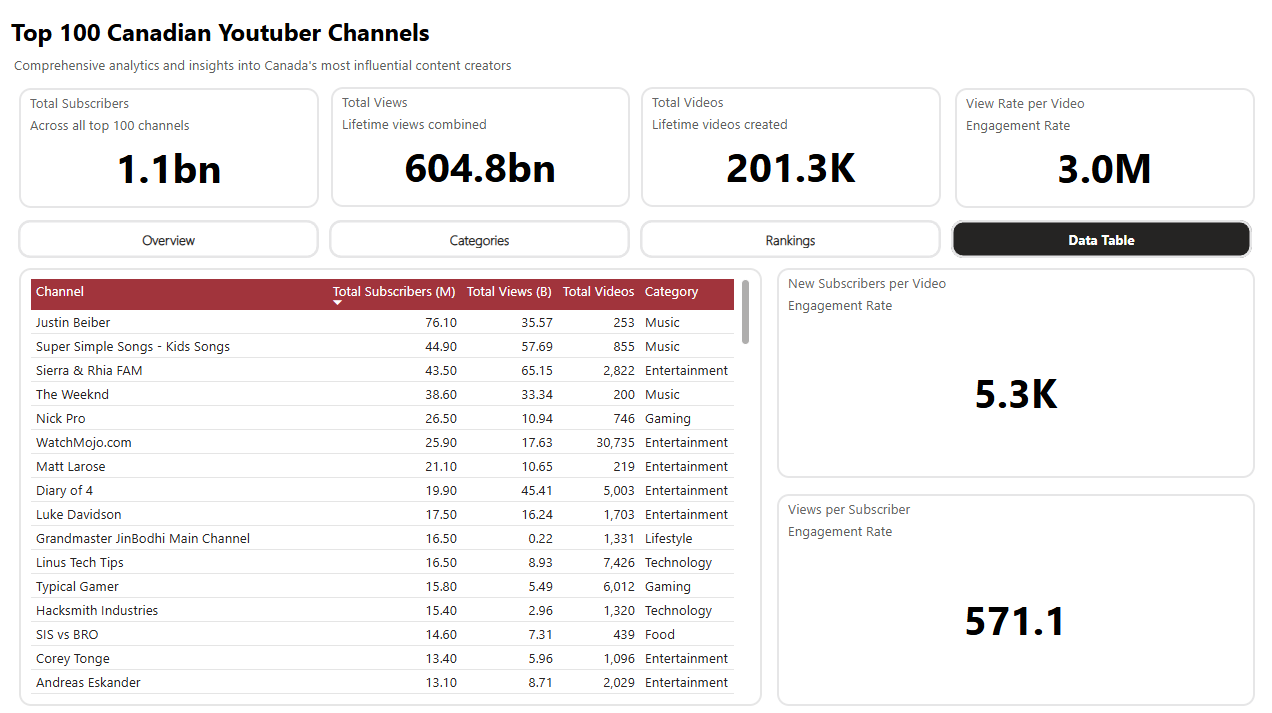 Top 100 Canadian Youtuber Channels
Comprehensive analytics and insights into Canada's most influential content creators
Total Subscribers
Across all top 100 channels
1.1bn
Total Views
Lifetime views combined
604.8bn
Total Videos
Lifetime videos created
201.3K
View Rate per Video
Engagement Rate
3.0M
Overview
Categories
Rankings
Data Table
Channel Total Subscribers (M) Total Views (B) Total Videos Category
Justin Beiber 76.10 35.57 253 Music
Super Simple Songs - Kids Songs 44.90 57.69 855 Music
Sierra & Rhia FAM 43.50 65.15 2,822 Entertainment
The Weeknd 38.60 33.34 200 Music
Nick Pro 26.50 10.94 746 Gaming
WatchMojo.com 25.90 17.63 30,735 Entertainment
Matt Larose 21.10 10.65 219 Entertainment
Diary of 4 19.90 45.41 5,003 Entertainment
Luke Davidson 17.50 16.24 1,703 Entertainment
Grandmaster JinBodhi Main Channel 16.50 0.22 1,331 Lifestyle
Linus Tech Tips 16.50 8.93 7,426 Technology
Typical Gamer 15.80 5.49 6,012 Gaming
Hacksmith Industries 15.40 2.96 1,320 Technology
SIS vs BRO 14.60 7.31 439 Food
Corey Tonge 13.40 5.96 1,096 Entertainment
Andreas Eskander 13.10 8.71 2,029 Entertainment
New Subscribers per Video
Engagement Rate
5.3K
Views per Subscriber
Engagement Rate
571.1